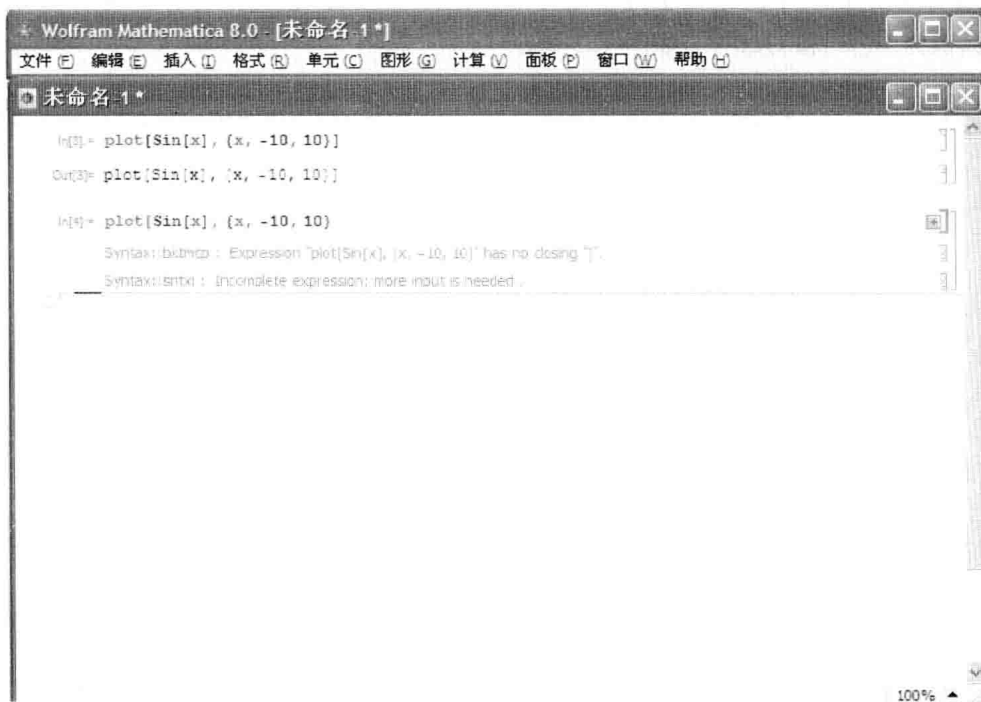 Wolfram Mathematica 8.0 - [未命名-1 *]
文件(F) 编辑(E) 插入(I) 格式(R) 单元(C) 图形(G) 计算(V) 面板(P) 窗口(W) 帮助(H)
未命名-1 *
In[3]:= plot[Sin[x], {x, -10, 10}]
Out[3]= plot[Sin[x], {x, -10, 10}]
In[4]:= plot[Sin[x], {x, -10, 10}
Syntax::bktmcp : Expression "plot[Sin[x], {x, -10, 10}" has no closing "]".
Syntax::sntxi : Incomplete expression; more input is needed .
100%